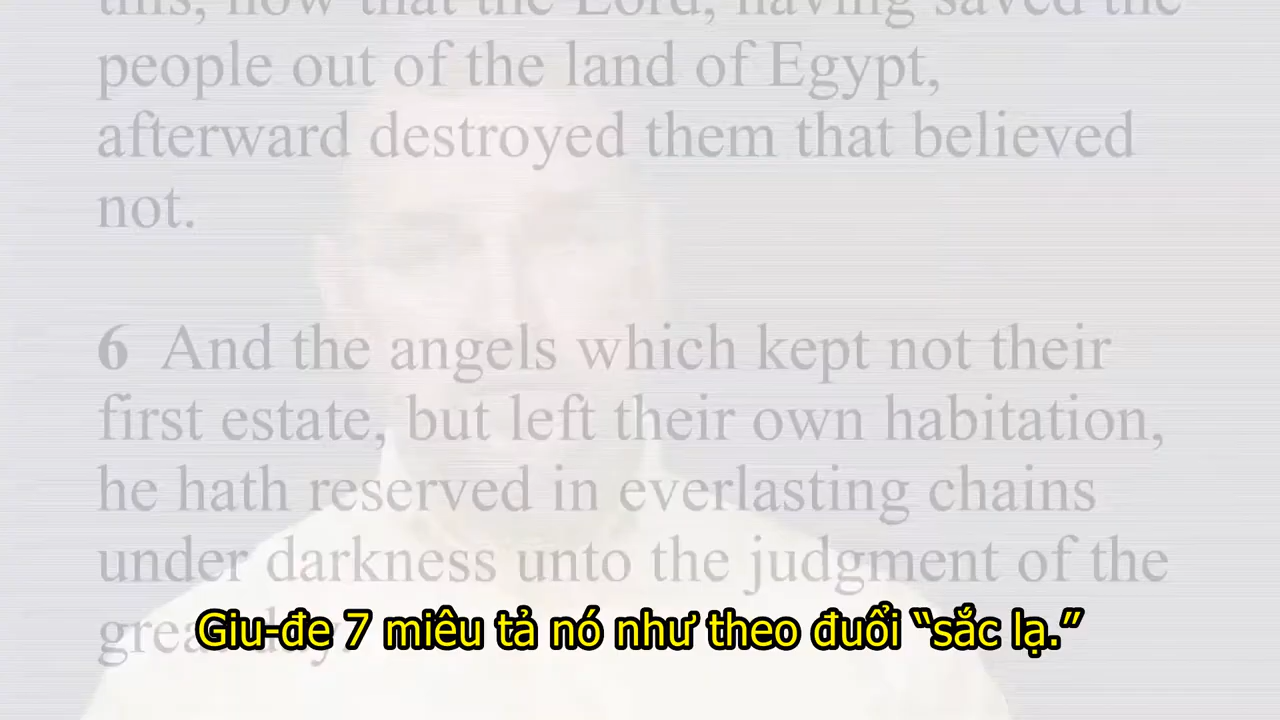 this, now that the Lord, having saved the
people out of the land of Egypt,
afterward destroyed them that believed
not.
6 And the angels which kept not their
first estate, but left their own habitation,
he hath reserved in everlasting chains
under darkness unto the judgment of the
great day.
Giu-đe 7 miêu tả nó như theo đuổi “sắc lạ.”